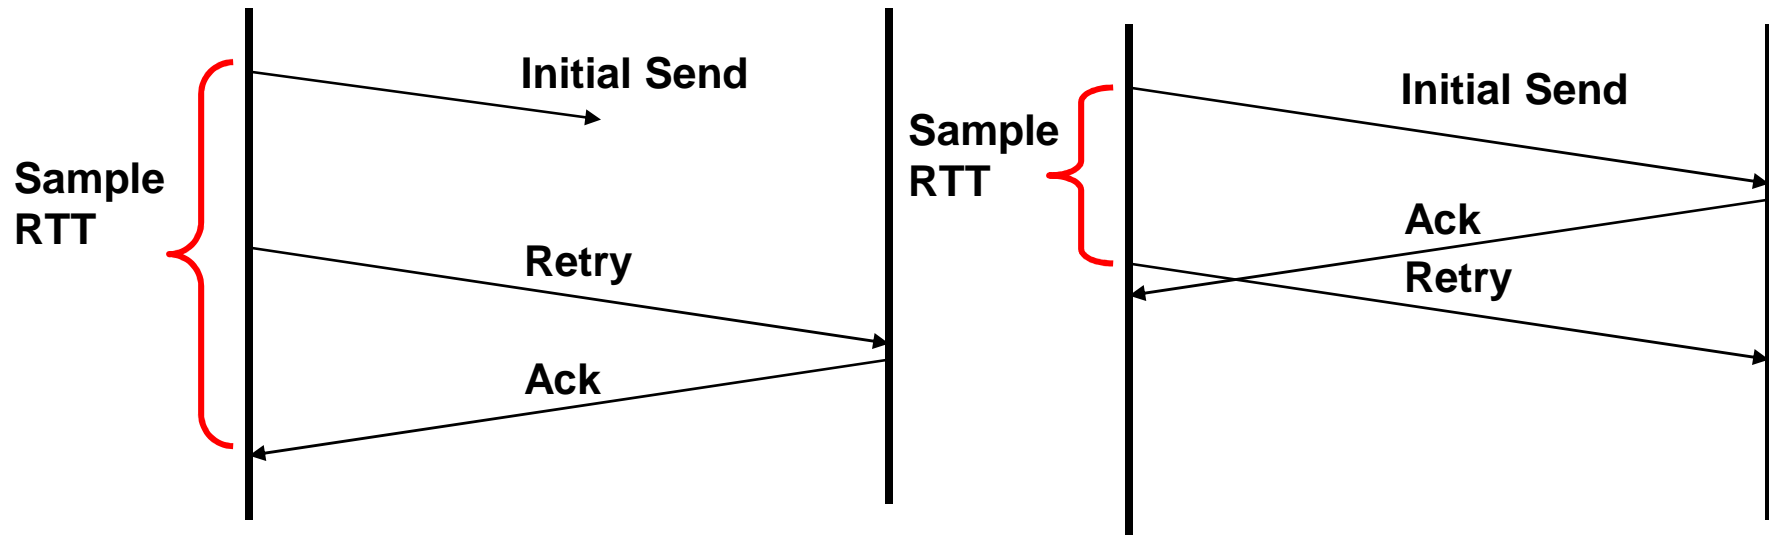 Initial Send
Sample
RTT
Retry
Ack
Initial Send
Sample
RTT
Ack
Retry